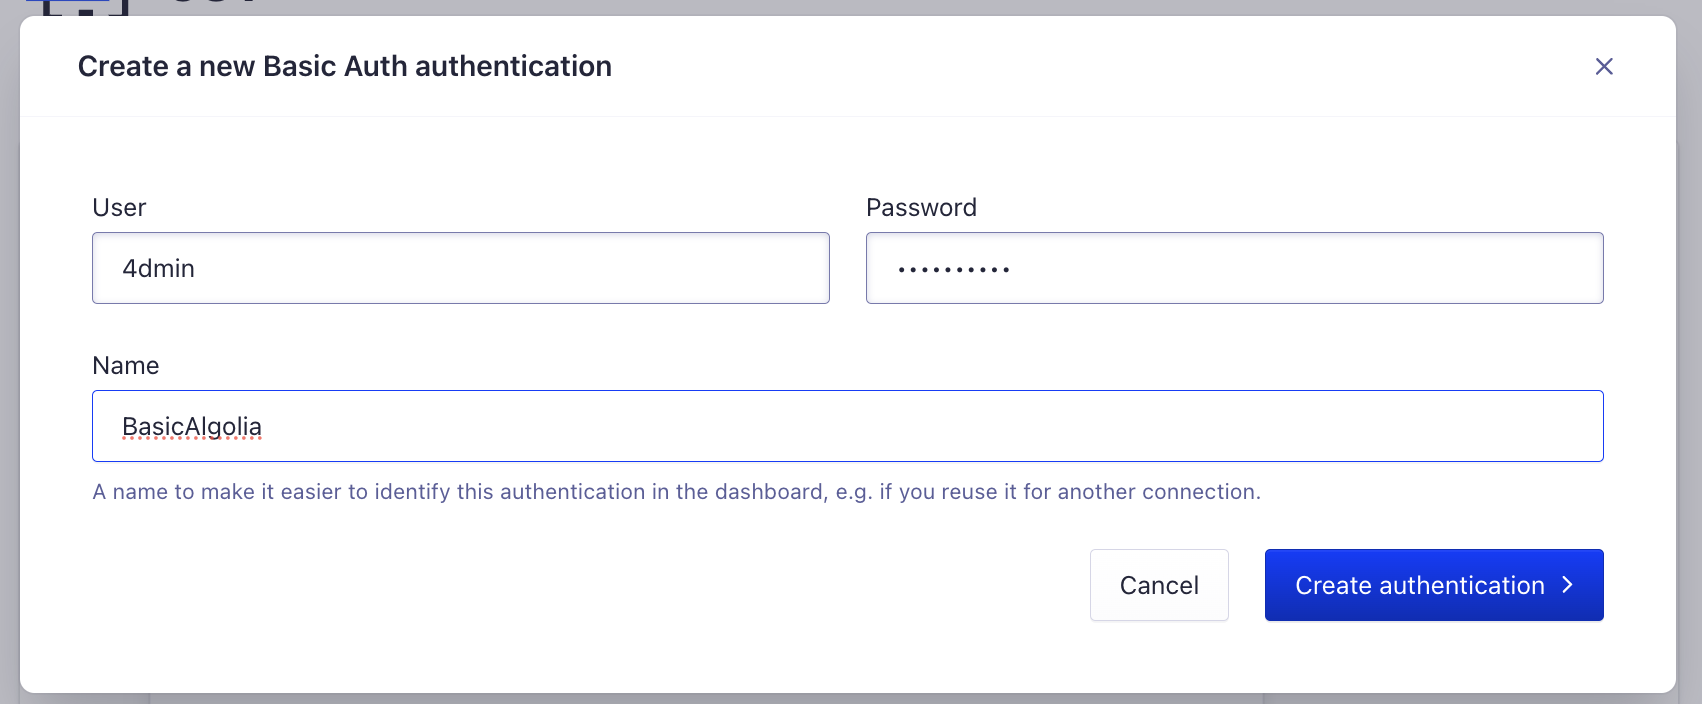 Create a new Basic Auth authentication
User
Password
4dmin
••••••••••
Name
BasicAlgolia
A name to make it easier to identify this authentication in the dashboard, e.g. if you reuse it for another connection.
Cancel
Create authentication